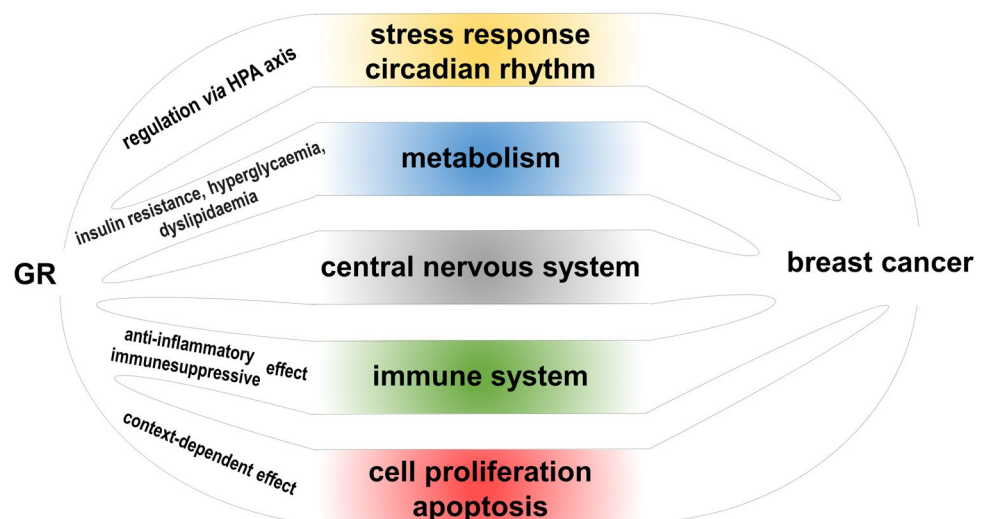 stress response
circadian rhythm
regulation via HPA axis
metabolism
insulin resistance, hyperglycaemia,
dyslipidaemia
central nervous system
GR
breast cancer
anti-inflammatory
immunesuppressive effect
immune system
context-dependent effect
cell proliferation
apoptosis